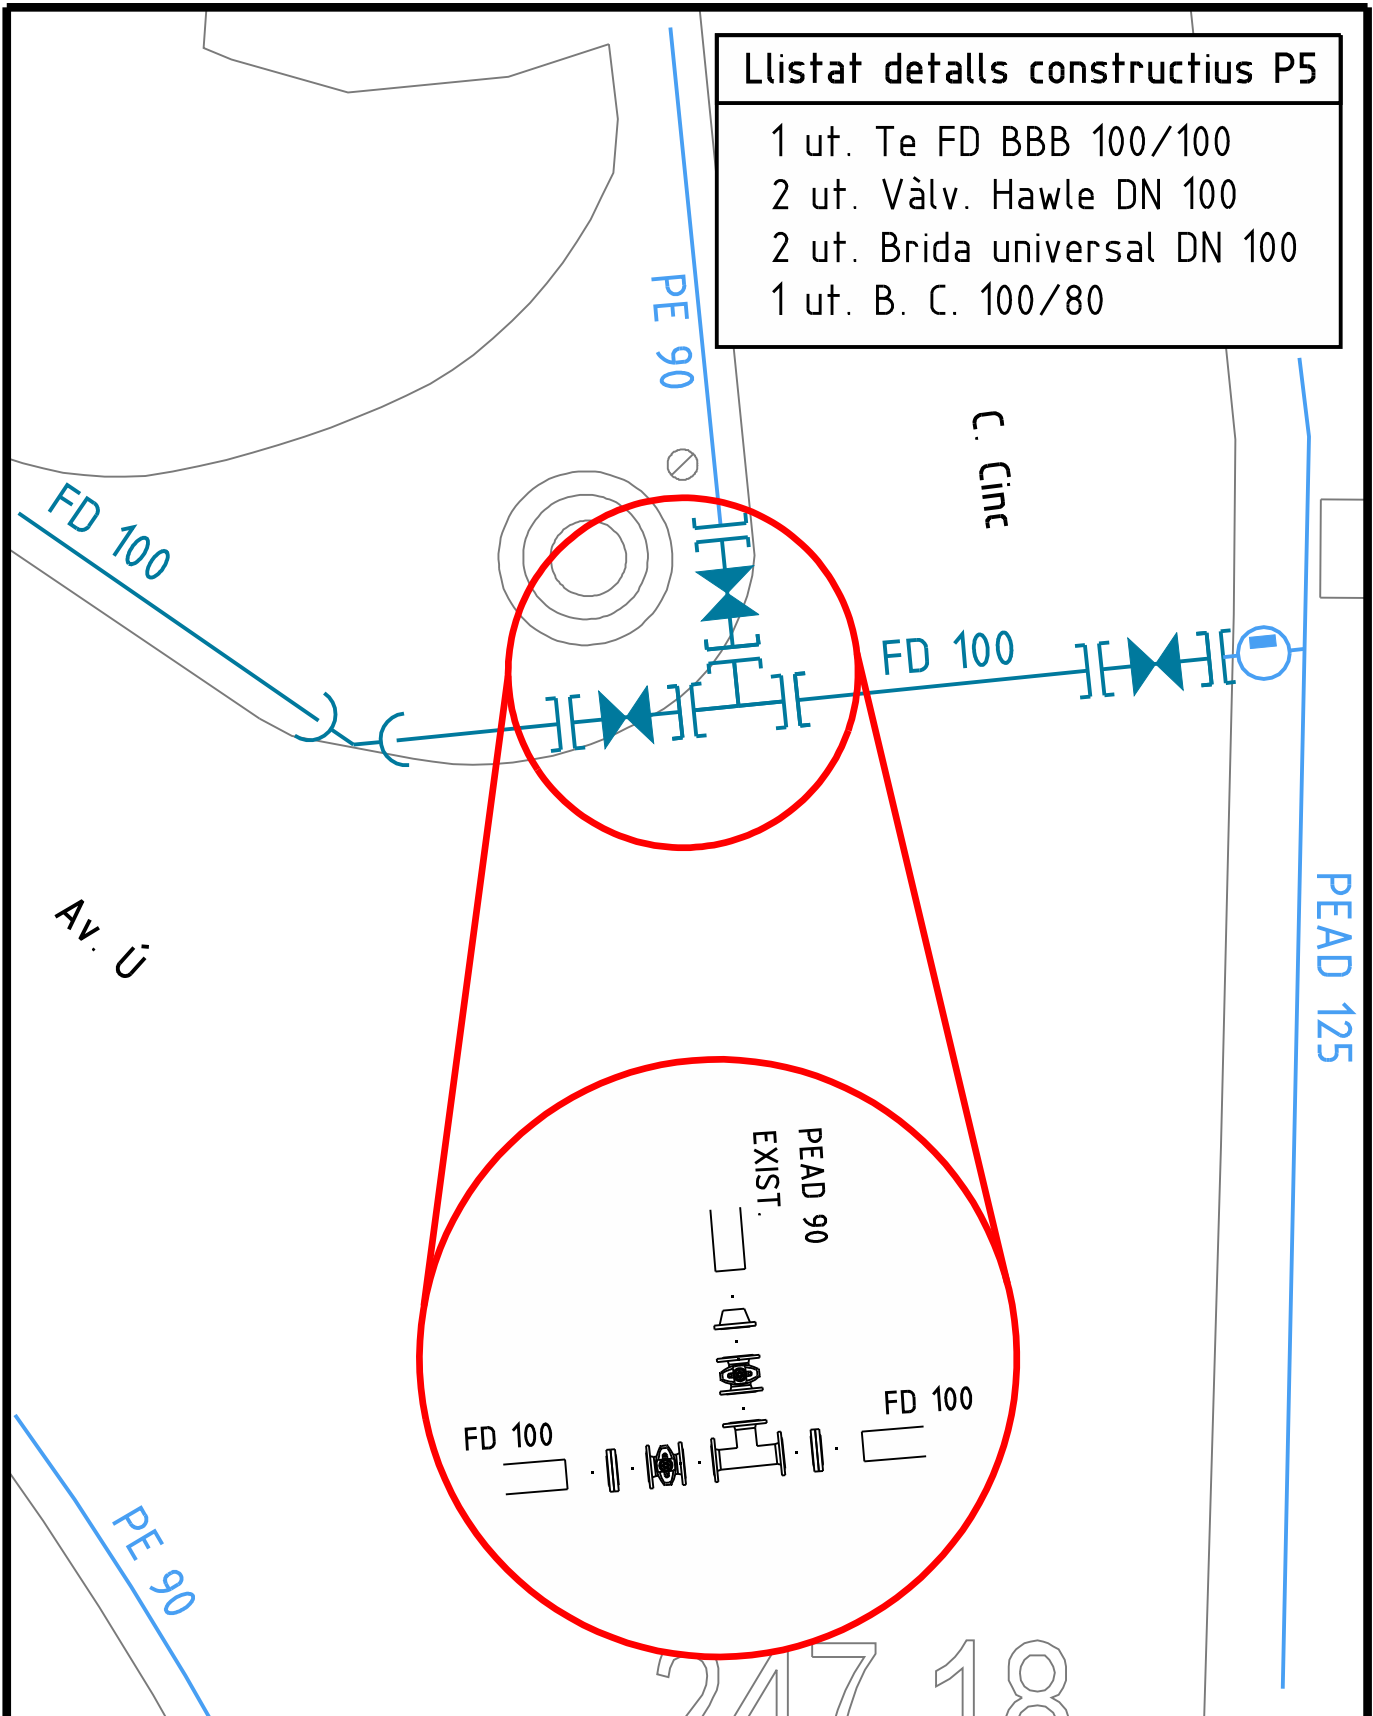 Llistat detalls constructius P5
1 ut. Te FD BBB 100/100
2 ut. Vàlv. Hawle DN 100
2 ut. Brida universal DN 100
1 ut. B. C. 100/80
PE 90
C. Cinc
FD 100
FD 100
PEAD 125
Av. Ú
PEAD 90
EXIST.
FD 100
FD 100
PE 90
247.18